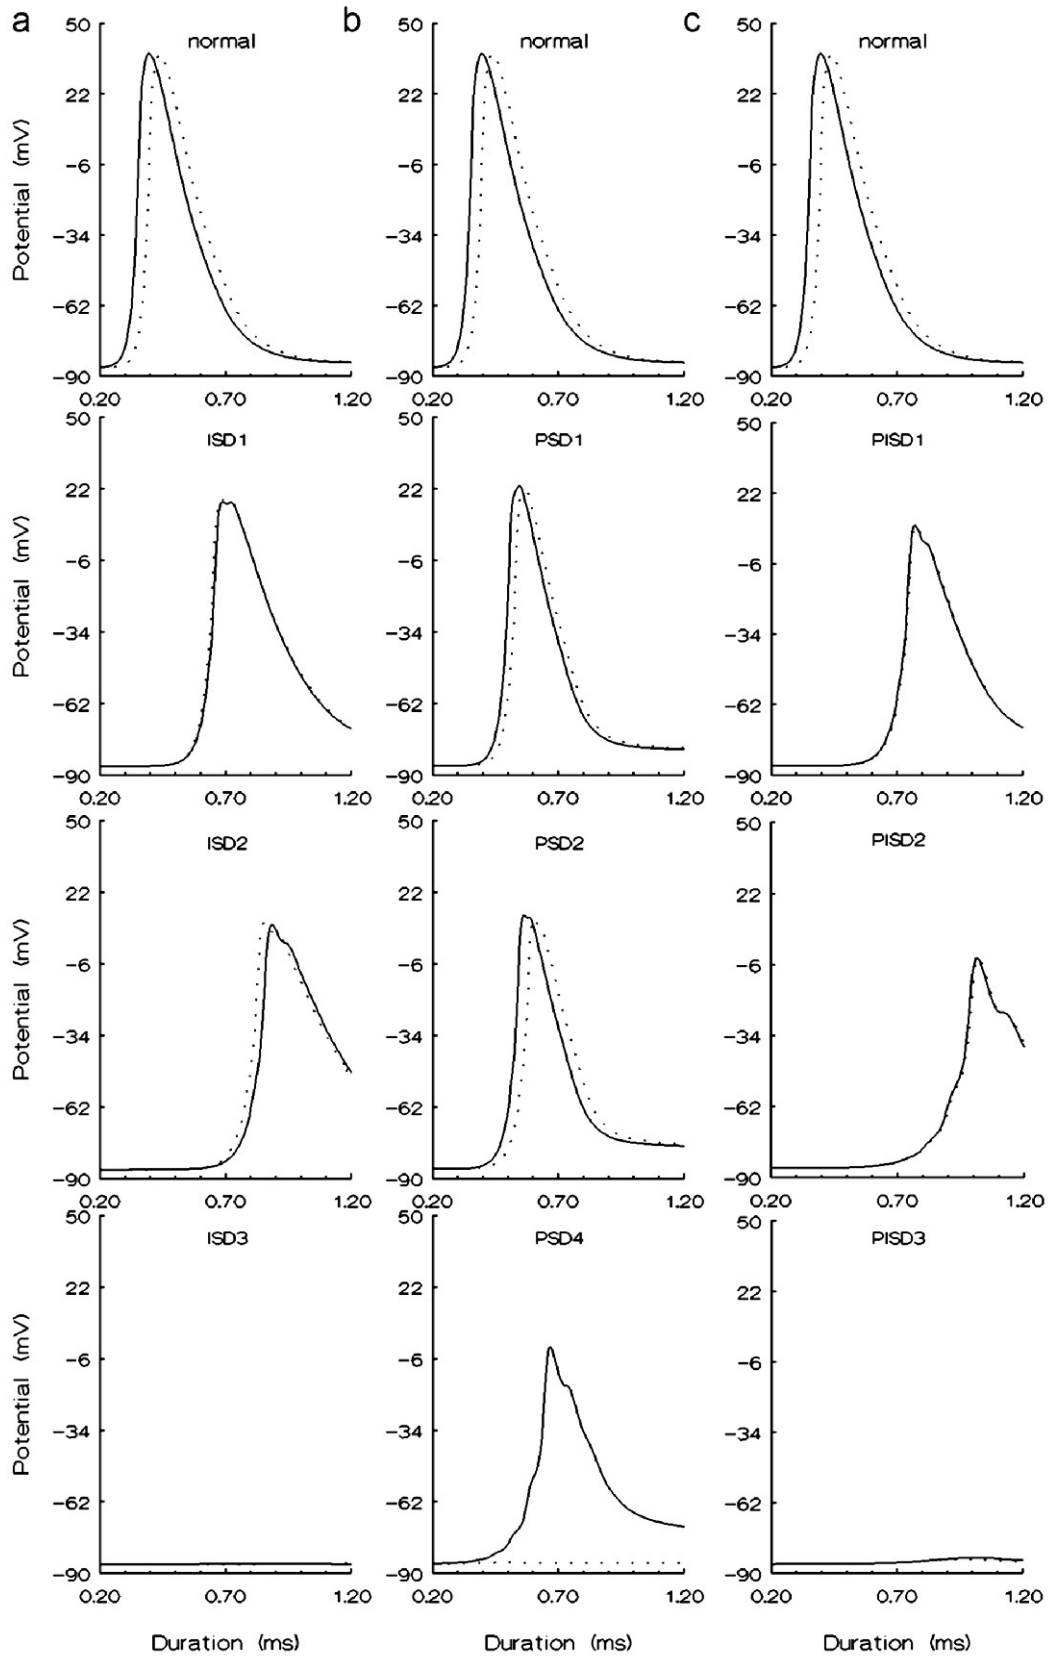 a b c
normal normal normal
50 50 50
22 22 22
-6 -6 -6
-34 -34 -34
-62 -62 -62
-90 -90 -90
0.20 0.70 1.20 0.20 0.70 1.20 0.20 0.70 1.20
Potential (mV)
ISD1 PSD1 PISD1
50 50 50
22 22 22
-6 -6 -6
-34 -34 -34
-62 -62 -62
-90 -90 -90
0.20 0.70 1.20 0.20 0.70 1.20 0.20 0.70 1.20
Potential (mV)
ISD2 PSD2 PISD2
50 50 50
22 22 22
-6 -6 -6
-34 -34 -34
-62 -62 -62
-90 -90 -90
0.20 0.70 1.20 0.20 0.70 1.20 0.20 0.70 1.20
Potential (mV)
ISD3 PSD4 PISD3
50 50 50
22 22 22
-6 -6 -6
-34 -34 -34
-62 -62 -62
-90 -90 -90
0.20 0.70 1.20 0.20 0.70 1.20 0.20 0.70 1.20
Potential (mV)
Duration (ms) Duration (ms) Duration (ms)